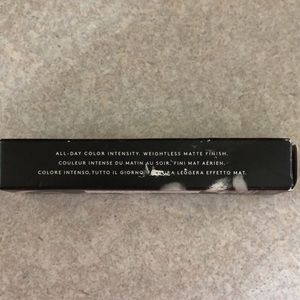 ALL-DAY COLOR INTENSITY. WEIGHTLESS MATTE FINISH.
COULEUR INTENSE DU MATIN AU SOIR, FINI MAT AÉRIEN.
COLORE INTENSO, TUTTO IL GIORNO. LEGGERA EFFETTO MAT.